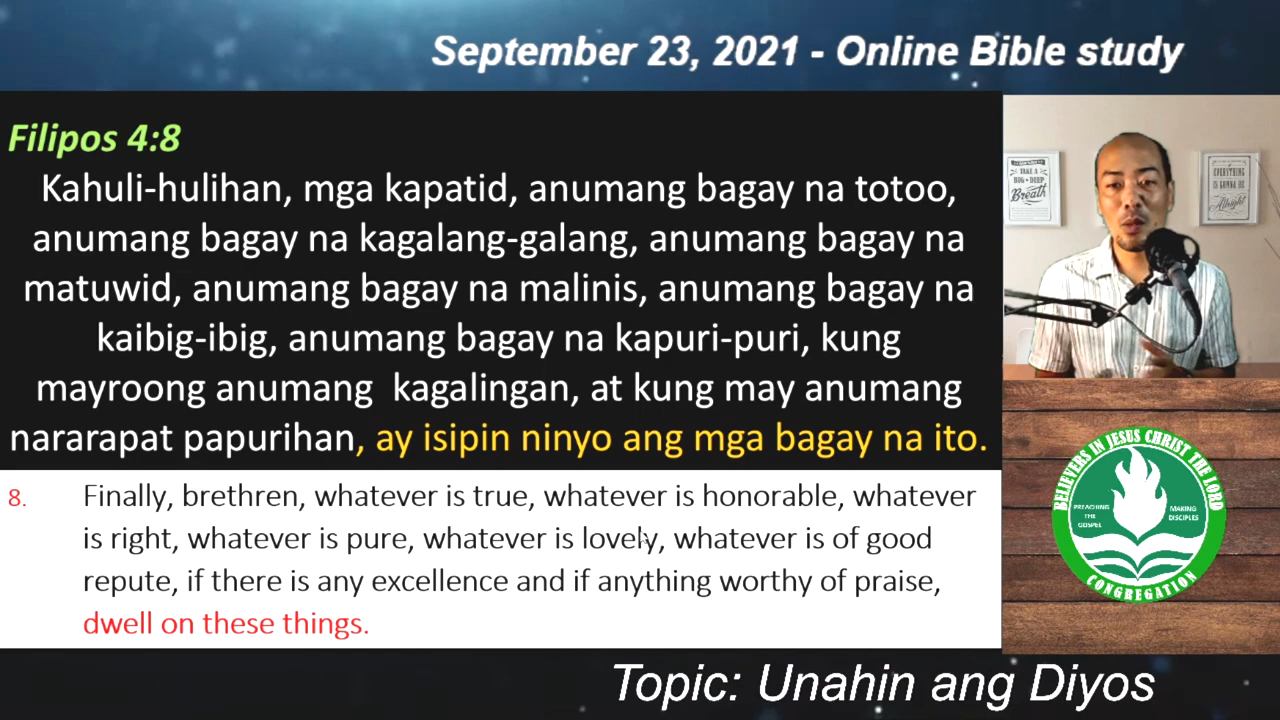 September 23, 2021 - Online Bible study
Filipos 4:8
Kahuli-hulihan, mga kapatid, anumang bagay na totoo,
anumang bagay na kagalang-galang, anumang bagay na
matuwid, anumang bagay na malinis, anumang bagay na
kaibig-ibig, anumang bagay na kapuri-puri, kung
mayroong anumang kagalingan, at kung may anumang
nararapat papurihan, ay isipin ninyo ang mga bagay na ito.
8. Finally, brethren, whatever is true, whatever is honorable, whatever
is right, whatever is pure, whatever is lovely, whatever is of good
repute, if there is any excellence and if anything worthy of praise,
dwell on these things.
TAKE A
DEEP
Breath
EVERYTHING
IS GONNA BE
Alright
BELIEVERS IN JESUS CHRIST THE LORD
PREACHING
THE
GOSPEL
MAKING
DISCIPLES
CONGREGATION
Topic: Unahin ang Diyos